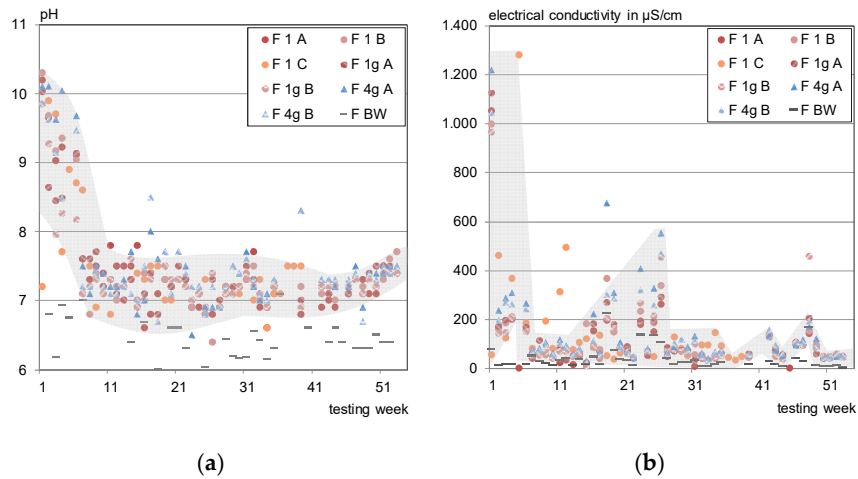 pH
11
10
9
8
7
6
1 11 21 31 41 51
testing week
F 1 A F 1 B
F 1 C F 1g A
F 1g B F 4g A
F 4g B F BW
(a)
electrical conductivity in µS/cm
1.400
1.200
1.000
800
600
400
200
0
1 11 21 31 41 51
testing week
F 1 A F 1 B
F 1 C F 1g A
F 1g B F 4g A
F 4g B F BW
(b)